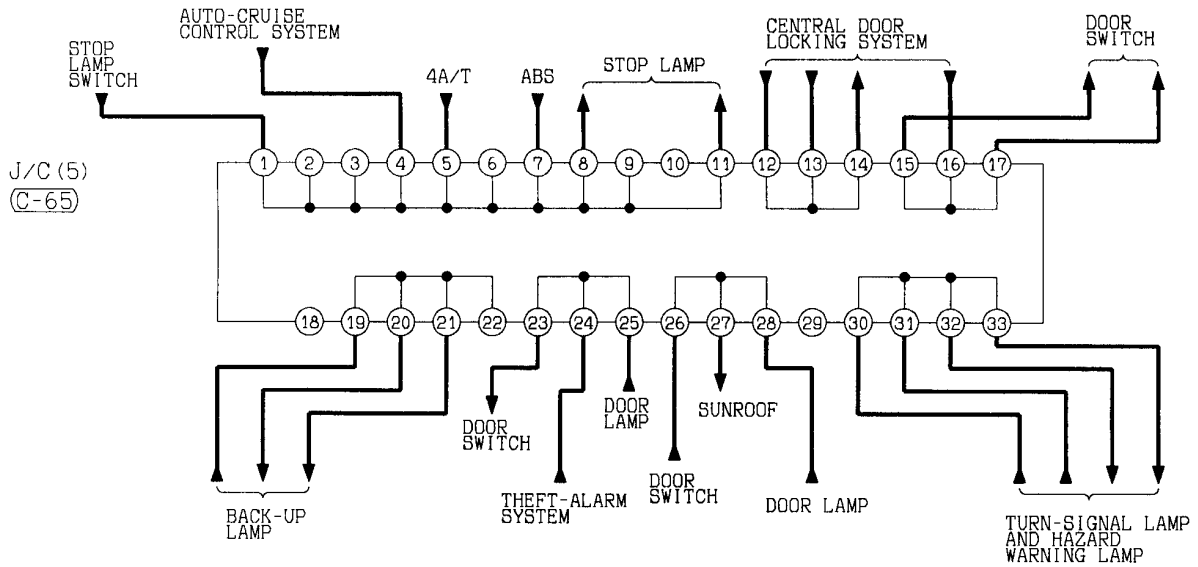 AUTO-CRUISE
CONTROL SYSTEM
STOP
LAMP
SWITCH
4A/T
ABS
STOP LAMP
CENTRAL DOOR
LOCKING SYSTEM
DOOR
SWITCH
J/C (5)
C-65
1 2 3 4 5 6 7 8 9 10 11 12 13 14 15 16 17
18 19 20 21 22 23 24 25 26 27 28 29 30 31 32 33
BACK-UP
LAMP
DOOR
SWITCH
THEFT-ALARM
SYSTEM
DOOR
LAMP
DOOR
SWITCH
SUNROOF
DOOR LAMP
TURN-SIGNAL LAMP
AND HAZARD
WARNING LAMP